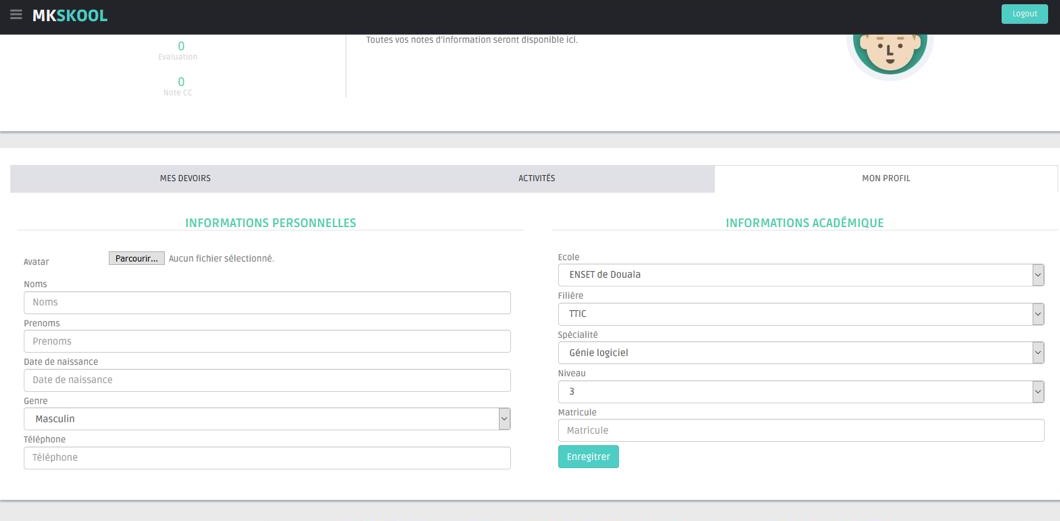 MKSKOOL
Logout
0
Evaluation
0
Note CC
Toutes vos notes d'information seront disponible ici.
MES DEVOIRS
ACTIVITÉS
MON PROFIL
INFORMATIONS PERSONNELLES
Avatar
Parcourir... Aucun fichier sélectionné.
Noms
Noms
Prenoms
Prenoms
Date de naissance
Date de naissance
Genre
Masculin
Téléphone
Téléphone
INFORMATIONS ACADÉMIQUE
Ecole
ENSET de Douala
Filière
TTIC
Spécialité
Génie logiciel
Niveau
3
Matricule
Matricule
Enregitrer